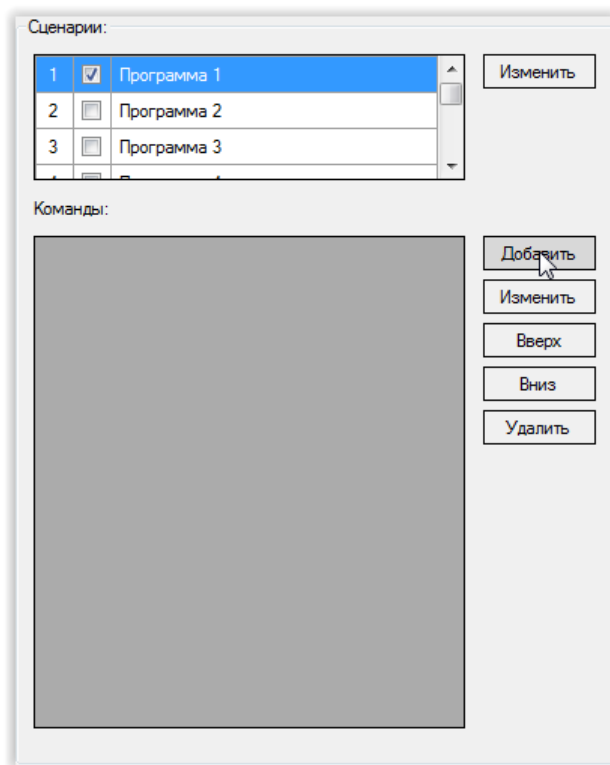 Сценарии:
1 Программа 1
Изменить
2 Программа 2
3 Программа 3
Команды:
Добавить
Изменить
Вверх
Вниз
Удалить